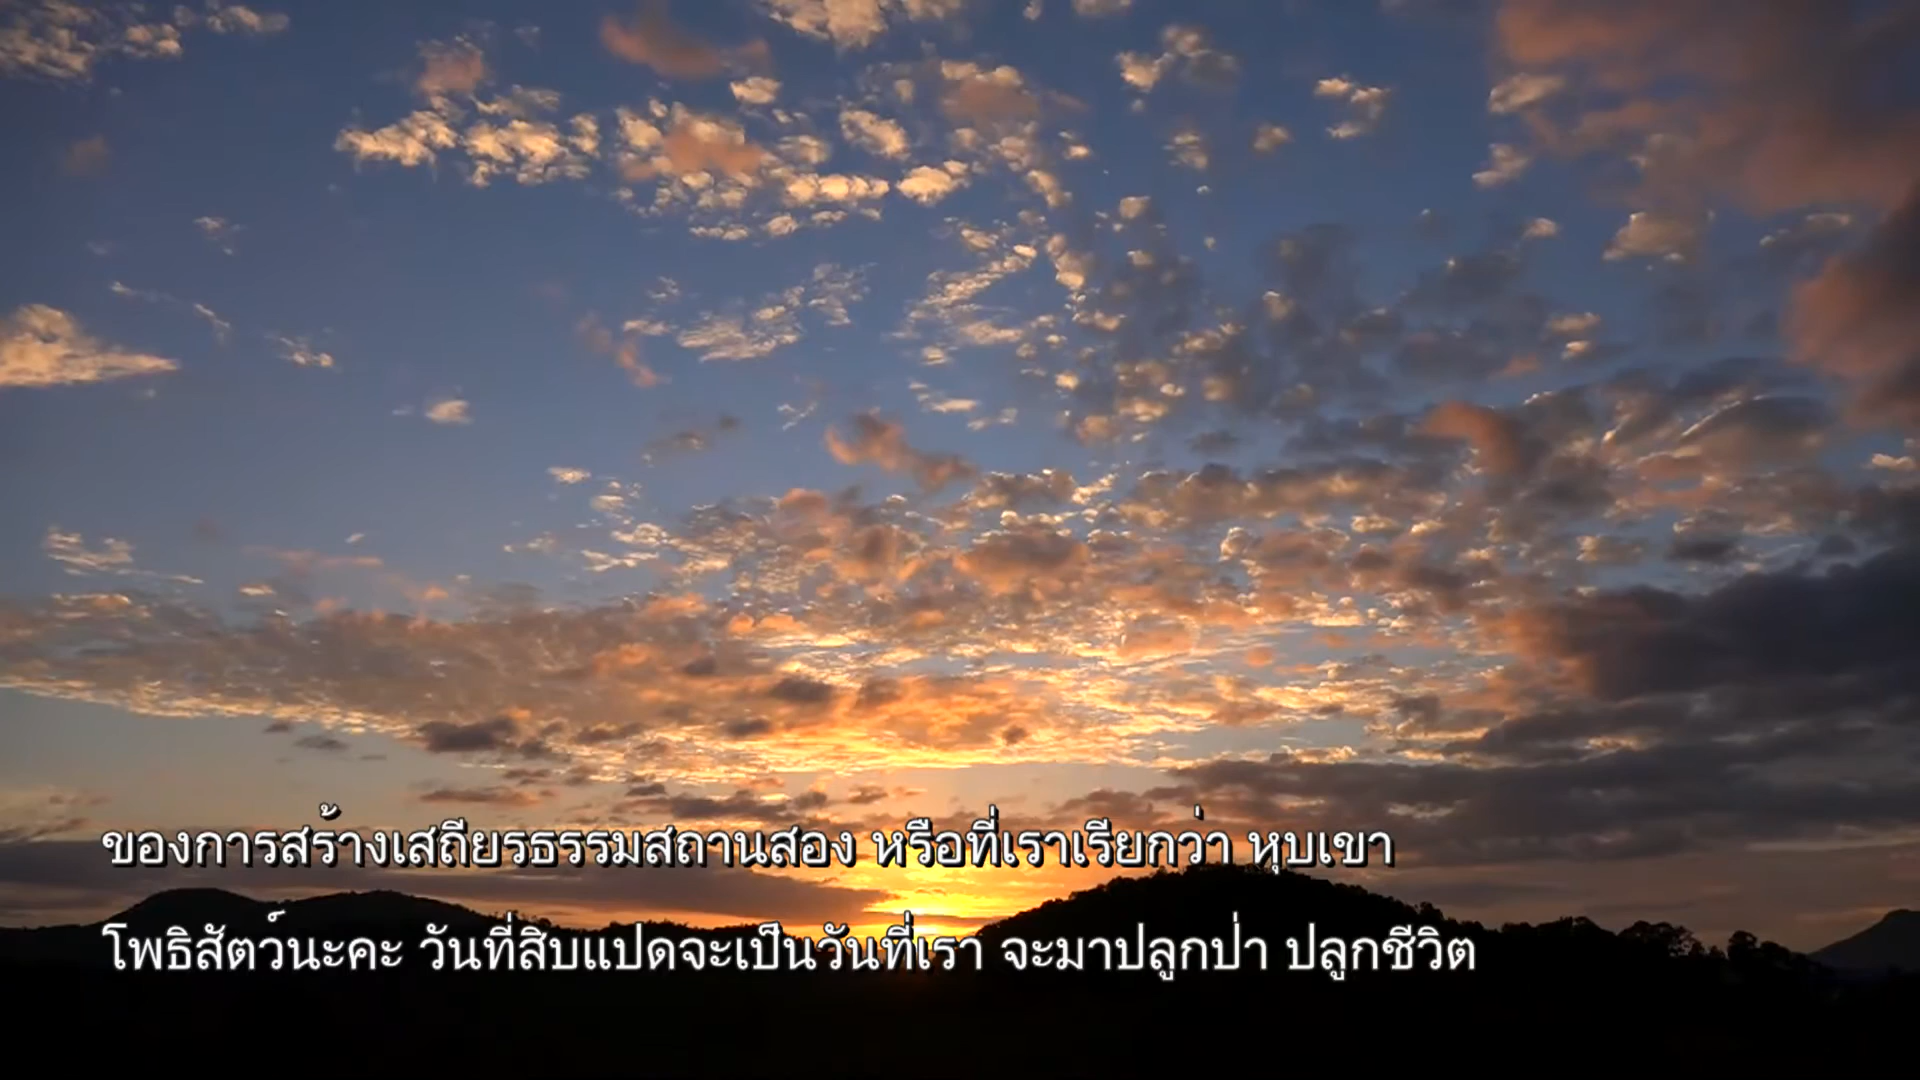 ของการสร้างเสถียรธรรมสถานสอง หรือที่เราเรียกว่า หุบเขา
โพธิสัตว์นะคะ วันที่สิบแปดจะเป็นวันที่เรา จะมาปลูกป่า ปลูกชีวิต